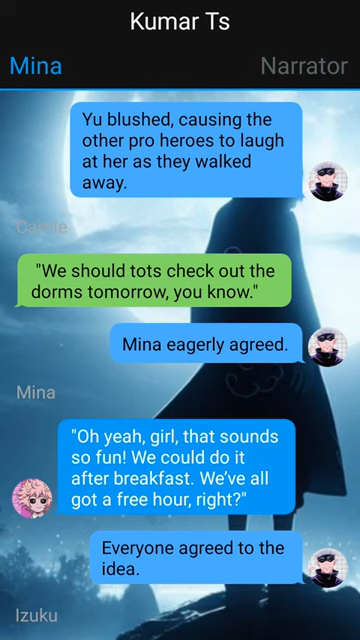 Kumar Ts
Mina
Narrator
Yu blushed, causing the
other pro heroes to laugh
at her as they walked
away.
Camie
"We should tots check out the
dorms tomorrow, you know."
Mina eagerly agreed.
Mina
"Oh yeah, girl, that sounds
so fun! We could do it
after breakfast. We've all
got a free hour, right?"
Everyone agreed to the
idea.
Izuku